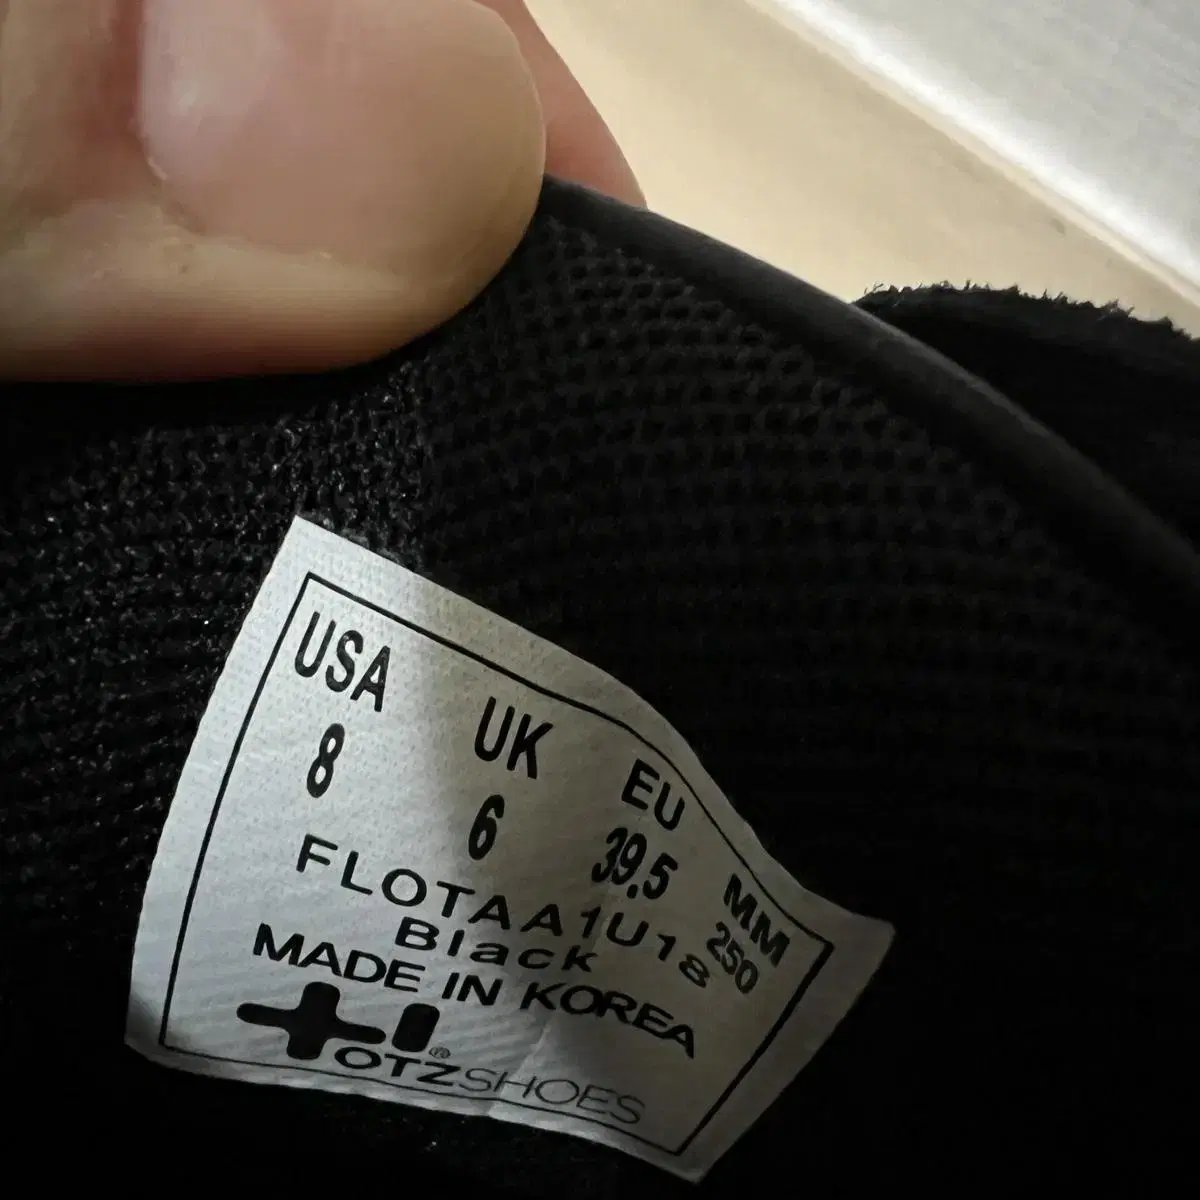 USA UK EU MM
8 6 39.5 250
FLOTAA1U18
Black
MADE IN KOREA
OTZSHOES®